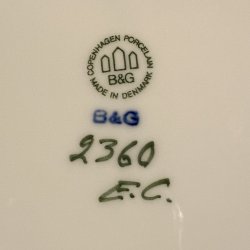 COPENHAGEN PORCELAIN
B&G
MADE IN DENMARK
B&G
2360
E.C.